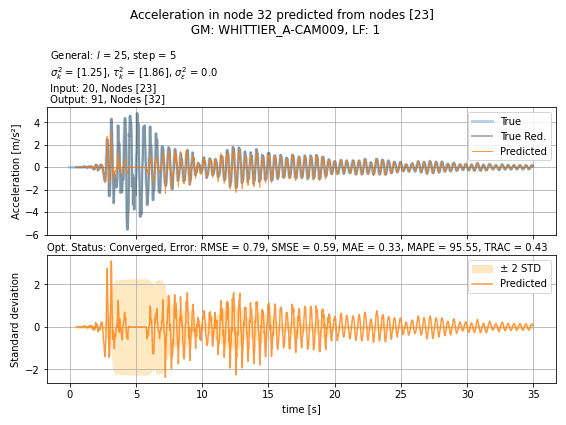 Acceleration in node 32 predicted from nodes [23]
GM: WHITTIER_A-CAM009, LF: 1
General: l = 25, step = 5
σ²ₖ = [1.25], τ²ₖ = [1.86], σ²ε = 0.0
Input: 20, Nodes [23]
Output: 91, Nodes [32]
Acceleration [m/s²]
4
2
0
−2
−4
−6
True
True Red.
Predicted
Opt. Status: Converged, Error: RMSE = 0.79, SMSE = 0.59, MAE = 0.33, MAPE = 95.55, TRAC = 0.43
Standard deviation
2
0
−2
± 2 STD
Predicted
0 5 10 15 20 25 30 35
time [s]